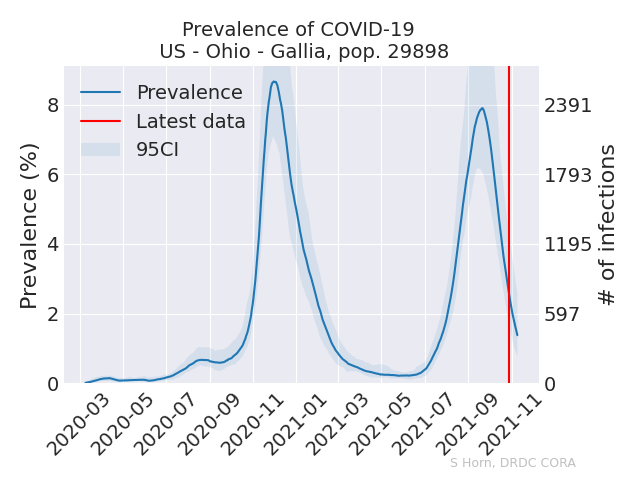 Prevalence of COVID-19
US - Ohio - Gallia, pop. 29898
Prevalence
Latest data
95CI
Prevalence (%)
8
6
4
2
0
# of infections
2391
1793
1195
597
0
2020-03
2020-05
2020-07
2020-09
2020-11
2021-01
2021-03
2021-05
2021-07
2021-09
2021-11
S Horn, DRDC CORA